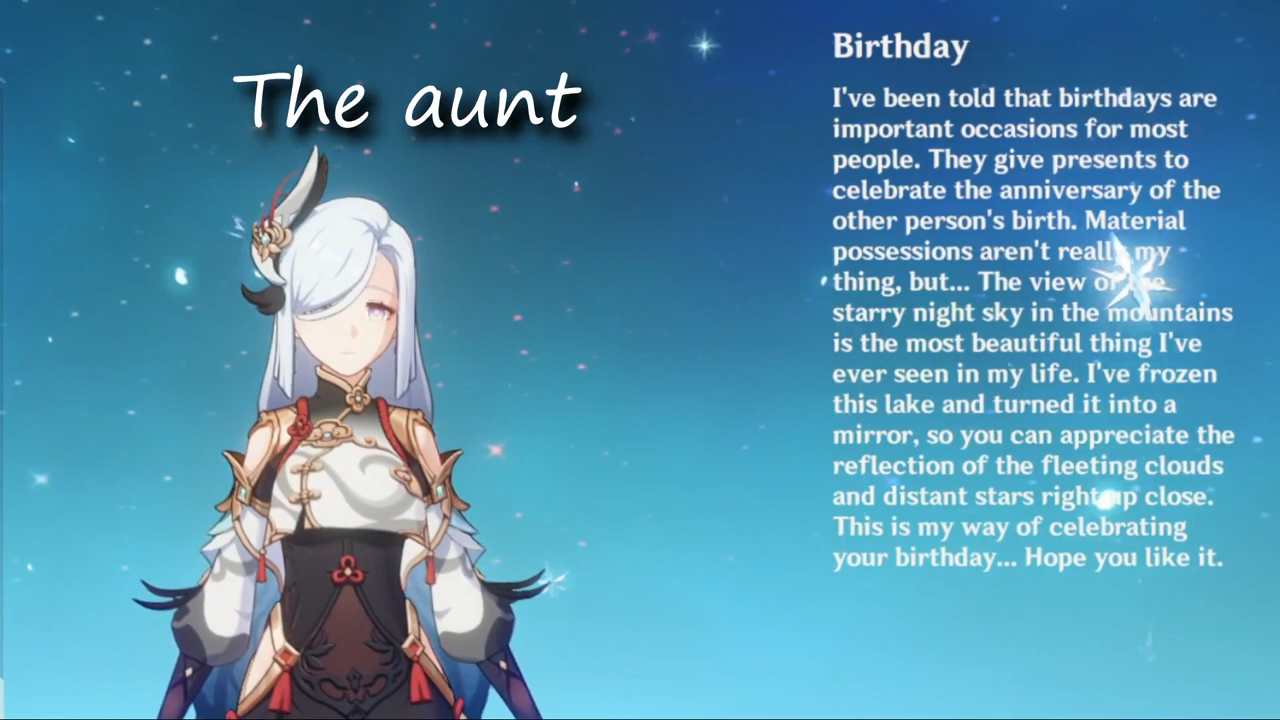 The aunt
Birthday
I've been told that birthdays are
important occasions for most
people. They give presents to
celebrate the anniversary of the
other person's birth. Material
possessions aren't really my
thing, but... The view of the
starry night sky in the mountains
is the most beautiful thing I've
ever seen in my life. I've frozen
this lake and turned it into a
mirror, so you can appreciate the
reflection of the fleeting clouds
and distant stars right up close.
This is my way of celebrating
your birthday... Hope you like it.